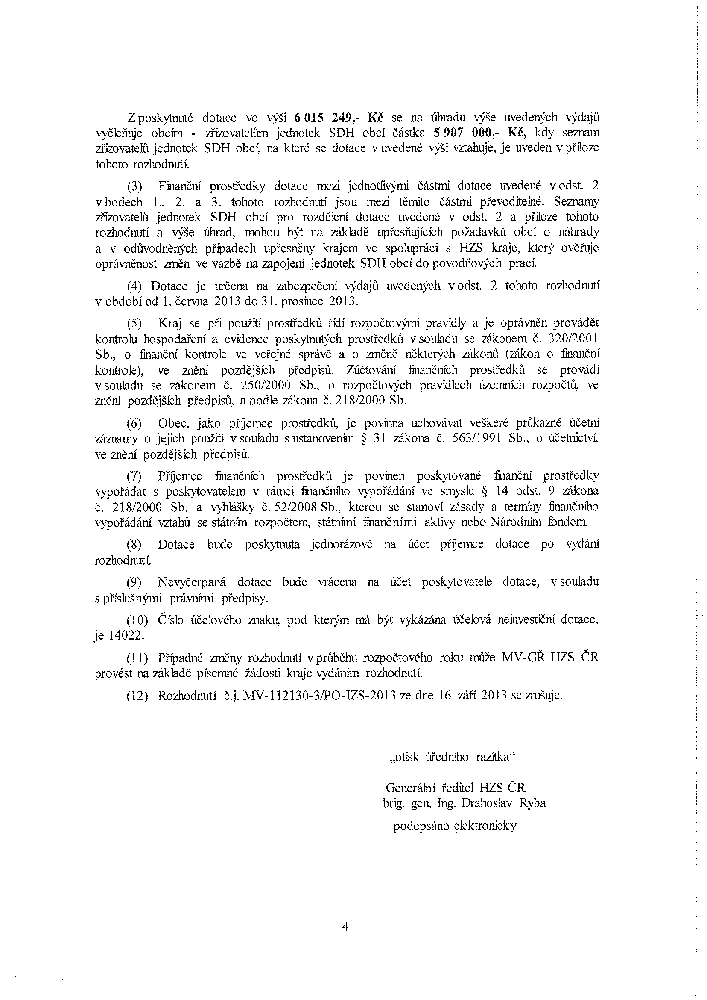 Z poskytnuté dotace ve výši 6 015 249,- Kč se na úhradu výše uvedených výdajů
vyčleňuje obcím - zřizovatelům jednotek SDH obcí částka 5 907 000,- Kč, kdy seznam
zřizovatelů jednotek SDH obcí, na které se dotace v uvedené výši vztahuje, je uveden v příloze
tohoto rozhodnutí.
(3) Finanční prostředky dotace mezi jednotlivými částmi dotace uvedené v odst. 2
v bodech 1., 2. a 3. tohoto rozhodnutí jsou mezi těmito částmi převoditelné. Seznamy
zřizovatelů jednotek SDH obcí pro rozdělení dotace uvedené v odst. 2 a příloze tohoto
rozhodnutí a výše úhrad, mohou být na základě upřesňujících požadavků obcí o náhrady
a v odůvodněných případech upřesněny krajem ve spolupráci s HZS kraje, který ověřuje
oprávněnost změn ve vazbě na zapojení jednotek SDH obcí do povodňových prací.
(4) Dotace je určena na zabezpečení výdajů uvedených v odst. 2 tohoto rozhodnutí
v období od 1. června 2013 do 31. prosince 2013.
(5) Kraj se při použití prostředků řídí rozpočtovými pravidly a je oprávněn provádět
kontrolu hospodaření a evidence poskytnutých prostředků v souladu se zákonem č. 320/2001
Sb., o finanční kontrole ve veřejné správě a o změně některých zákonů (zákon o finanční
kontrole), ve znění pozdějších předpisů. Zúčtování finančních prostředků se provádí
v souladu se zákonem č. 250/2000 Sb., o rozpočtových pravidlech územních rozpočtů, ve
znění pozdějších předpisů, a podle zákona č. 218/2000 Sb.
(6) Obec, jako příjemce prostředků, je povinna uchovávat veškeré průkazné účetní
záznamy o jejich použití v souladu s ustanovením § 31 zákona č. 563/1991 Sb., o účetnictví,
ve znění pozdějších předpisů.
(7) Příjemce finančních prostředků je povinen poskytované finanční prostředky
vypořádat s poskytovatelem v rámci finančního vypořádání ve smyslu § 14 odst. 9 zákona
č. 218/2000 Sb. a vyhlášky č. 52/2008 Sb., kterou se stanoví zásady a termíny finančního
vypořádání vztahů se státním rozpočtem, státními finančními aktivy nebo Národním fondem.
(8) Dotace bude poskytnuta jednorázově na účet příjemce dotace po vydání
rozhodnutí.
(9) Nevyčerpaná dotace bude vrácena na účet poskytovatele dotace, v souladu
s příslušnými právními předpisy.
(10) Číslo účelového znaku, pod kterým má být vykázána účelová neinvestiční dotace,
je 14022.
(11) Případné změny rozhodnutí v průběhu rozpočtového roku může MV-GŘ HZS ČR
provést na základě písemné žádosti kraje vydáním rozhodnutí.
(12) Rozhodnutí č.j. MV-112130-3/PO-IZS-2013 ze dne 16. září 2013 se zrušuje.
„otisk úředního razítka“
Generální ředitel HZS ČR
brig. gen. Ing. Drahoslav Ryba
podepsáno elektronicky
4